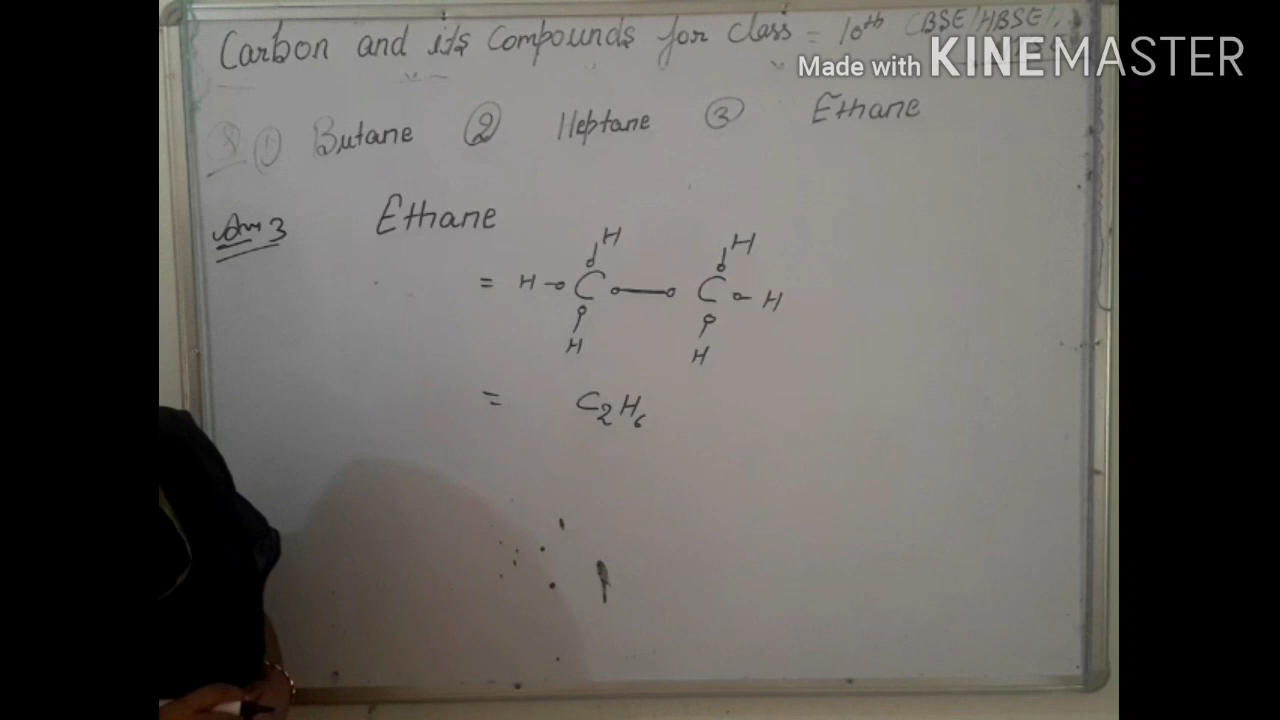 Carbon and its Compounds for class = 10th CBSE/HBSE/
Made with KINEMASTER
① Butane ② Heptane ③ Ethane
Ans 3 Ethane
H H
= H C C H
H H
= C2H6